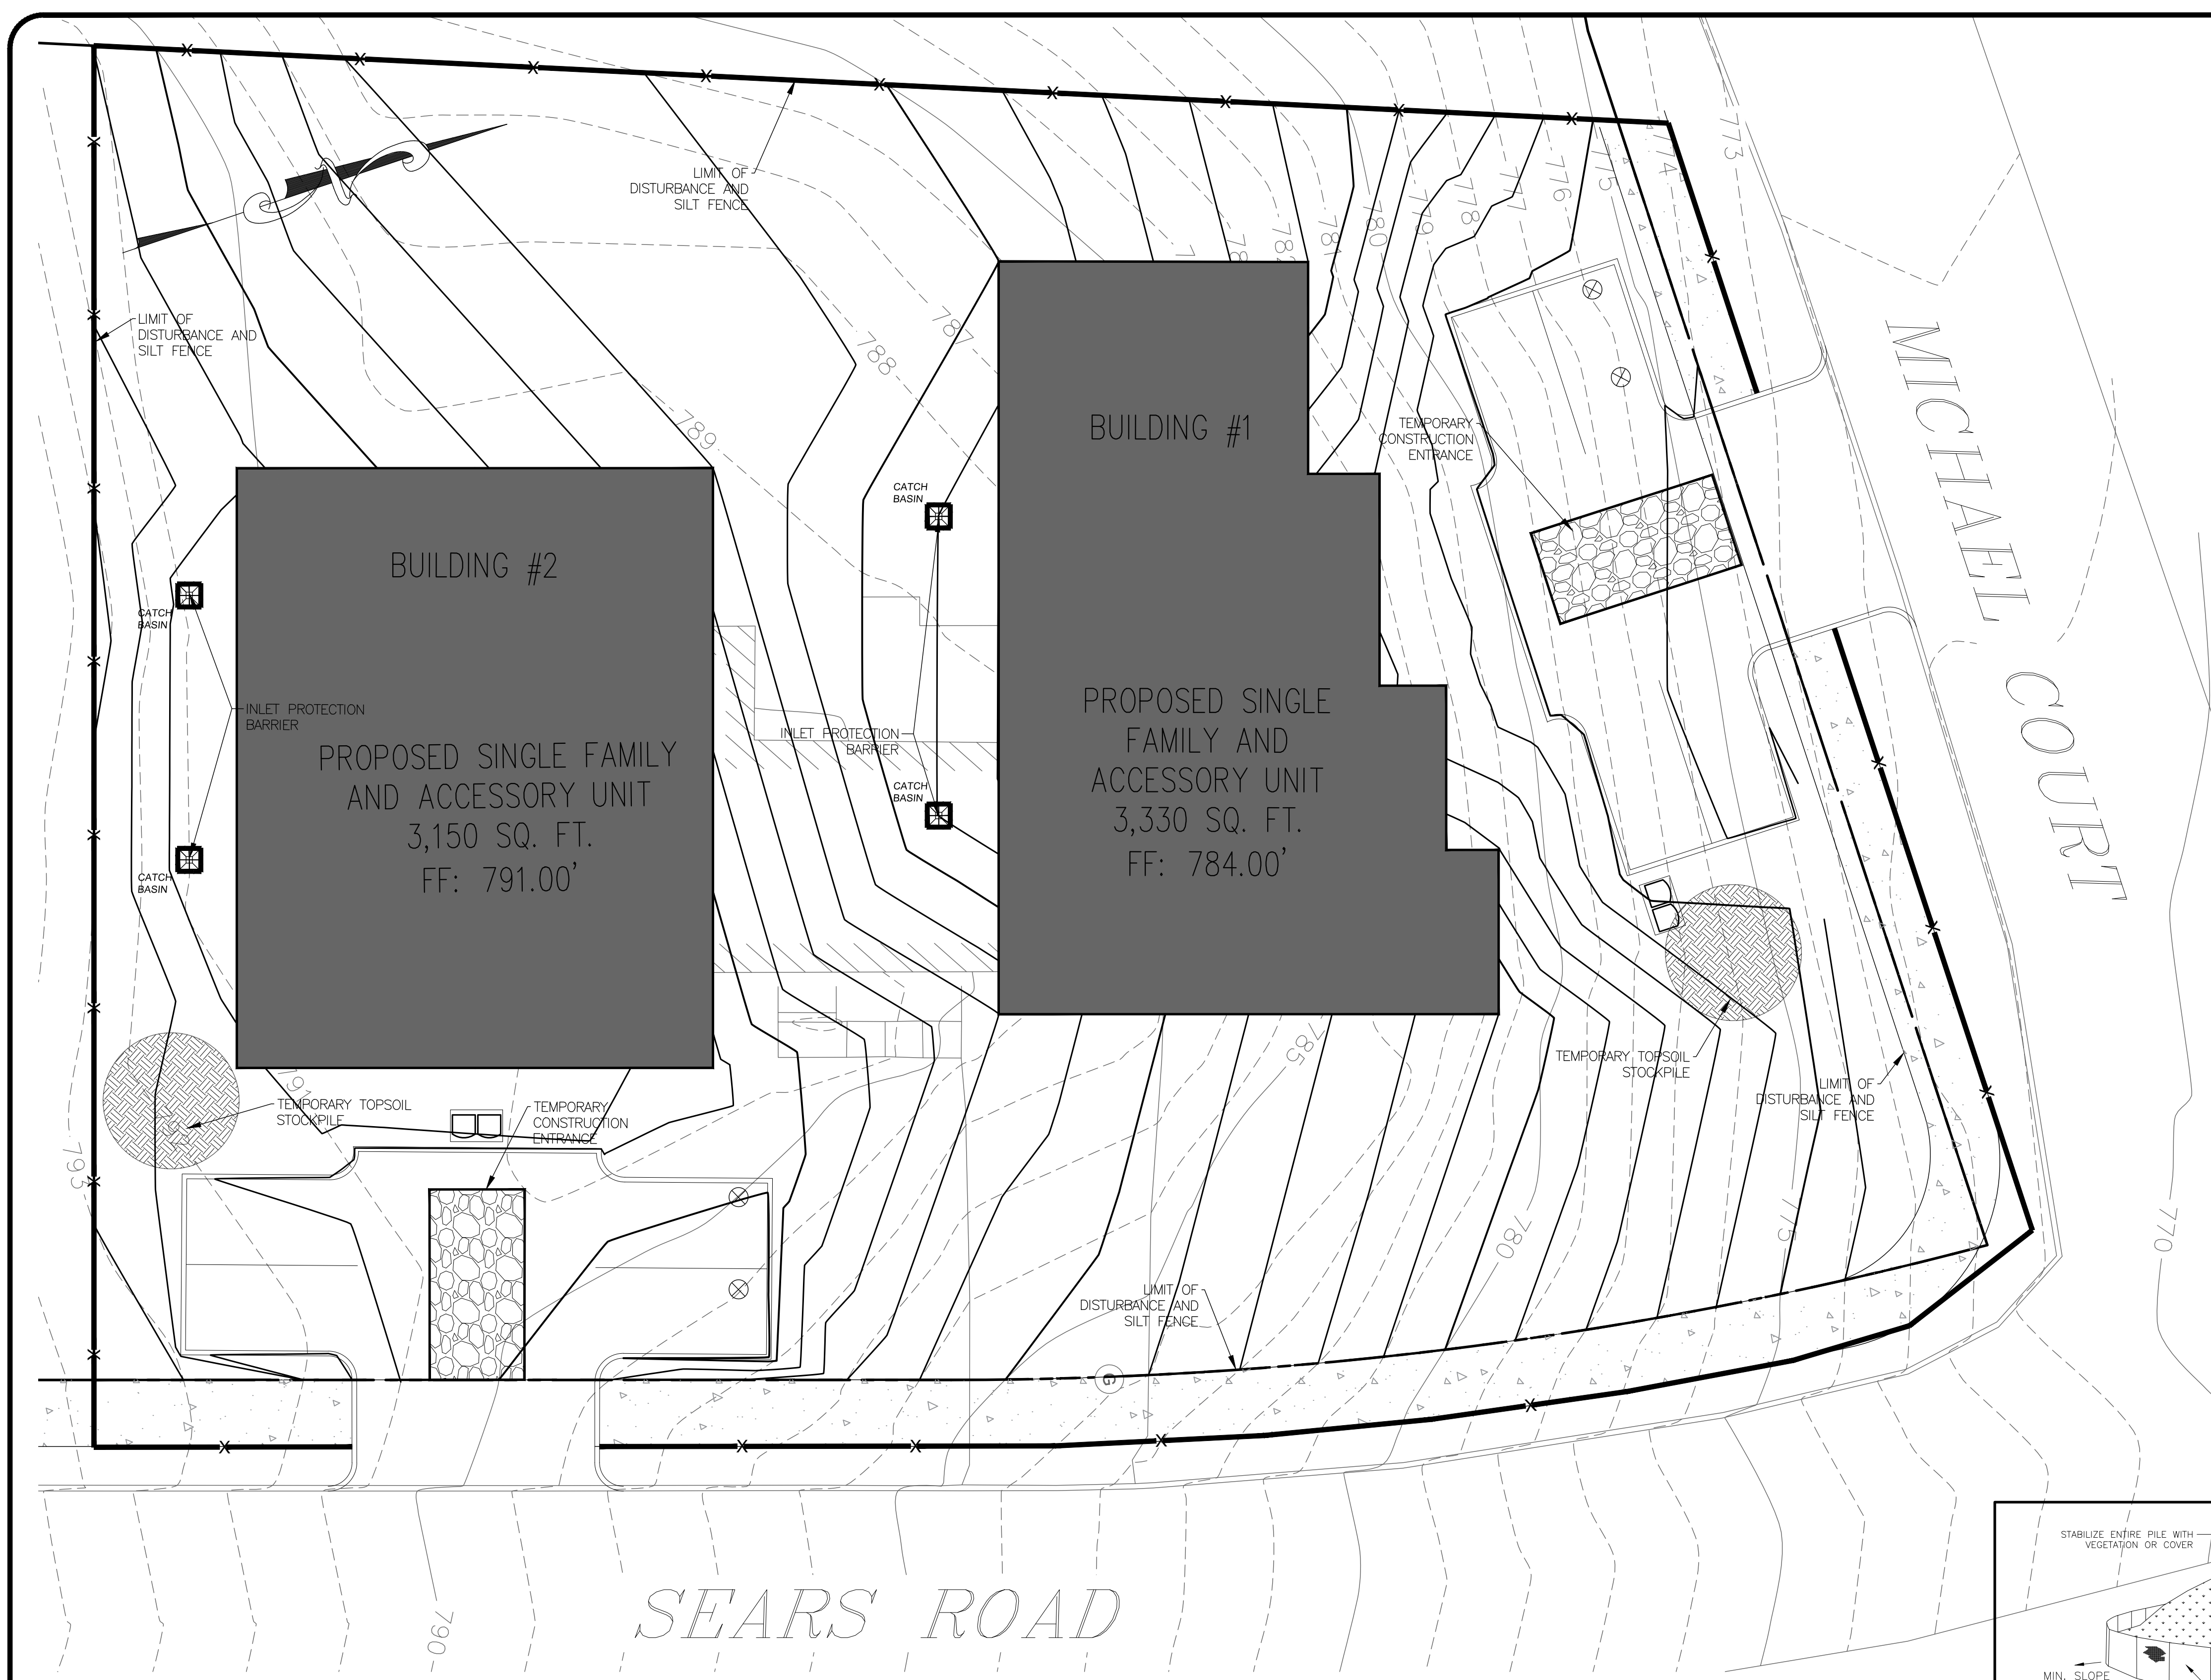 LIMIT OF
DISTURBANCE AND
SILT FENCE
LIMIT OF
DISTURBANCE AND
SILT FENCE
773
774
775
776
777
778
779
780
781
782
787
788
789
BUILDING #1
TEMPORARY
CONSTRUCTION
ENTRANCE
MICHAEL COURT
CATCH
BASIN
BUILDING #2
CATCH
BASIN
INLET PROTECTION
BARRIER
INLET PROTECTION
BARRIER
PROPOSED SINGLE
FAMILY AND
ACCESSORY UNIT
3,330 SQ. FT.
FF: 784.00'
PROPOSED SINGLE FAMILY
AND ACCESSORY UNIT
3,150 SQ. FT.
FF: 791.00'
CATCH
BASIN
CATCH
BASIN
785
TEMPORARY TOPSOIL
STOCKPILE
LIMIT OF
DISTURBANCE AND
SILT FENCE
TEMPORARY TOPSOIL
STOCKPILE
TEMPORARY
CONSTRUCTION
ENTRANCE
795
791
780
775
770
LIMIT OF
DISTURBANCE AND
SILT FENCE
G
790
SEARS ROAD
STABILIZE ENTIRE PILE WITH
VEGETATION OR COVER
MIN. SLOPE